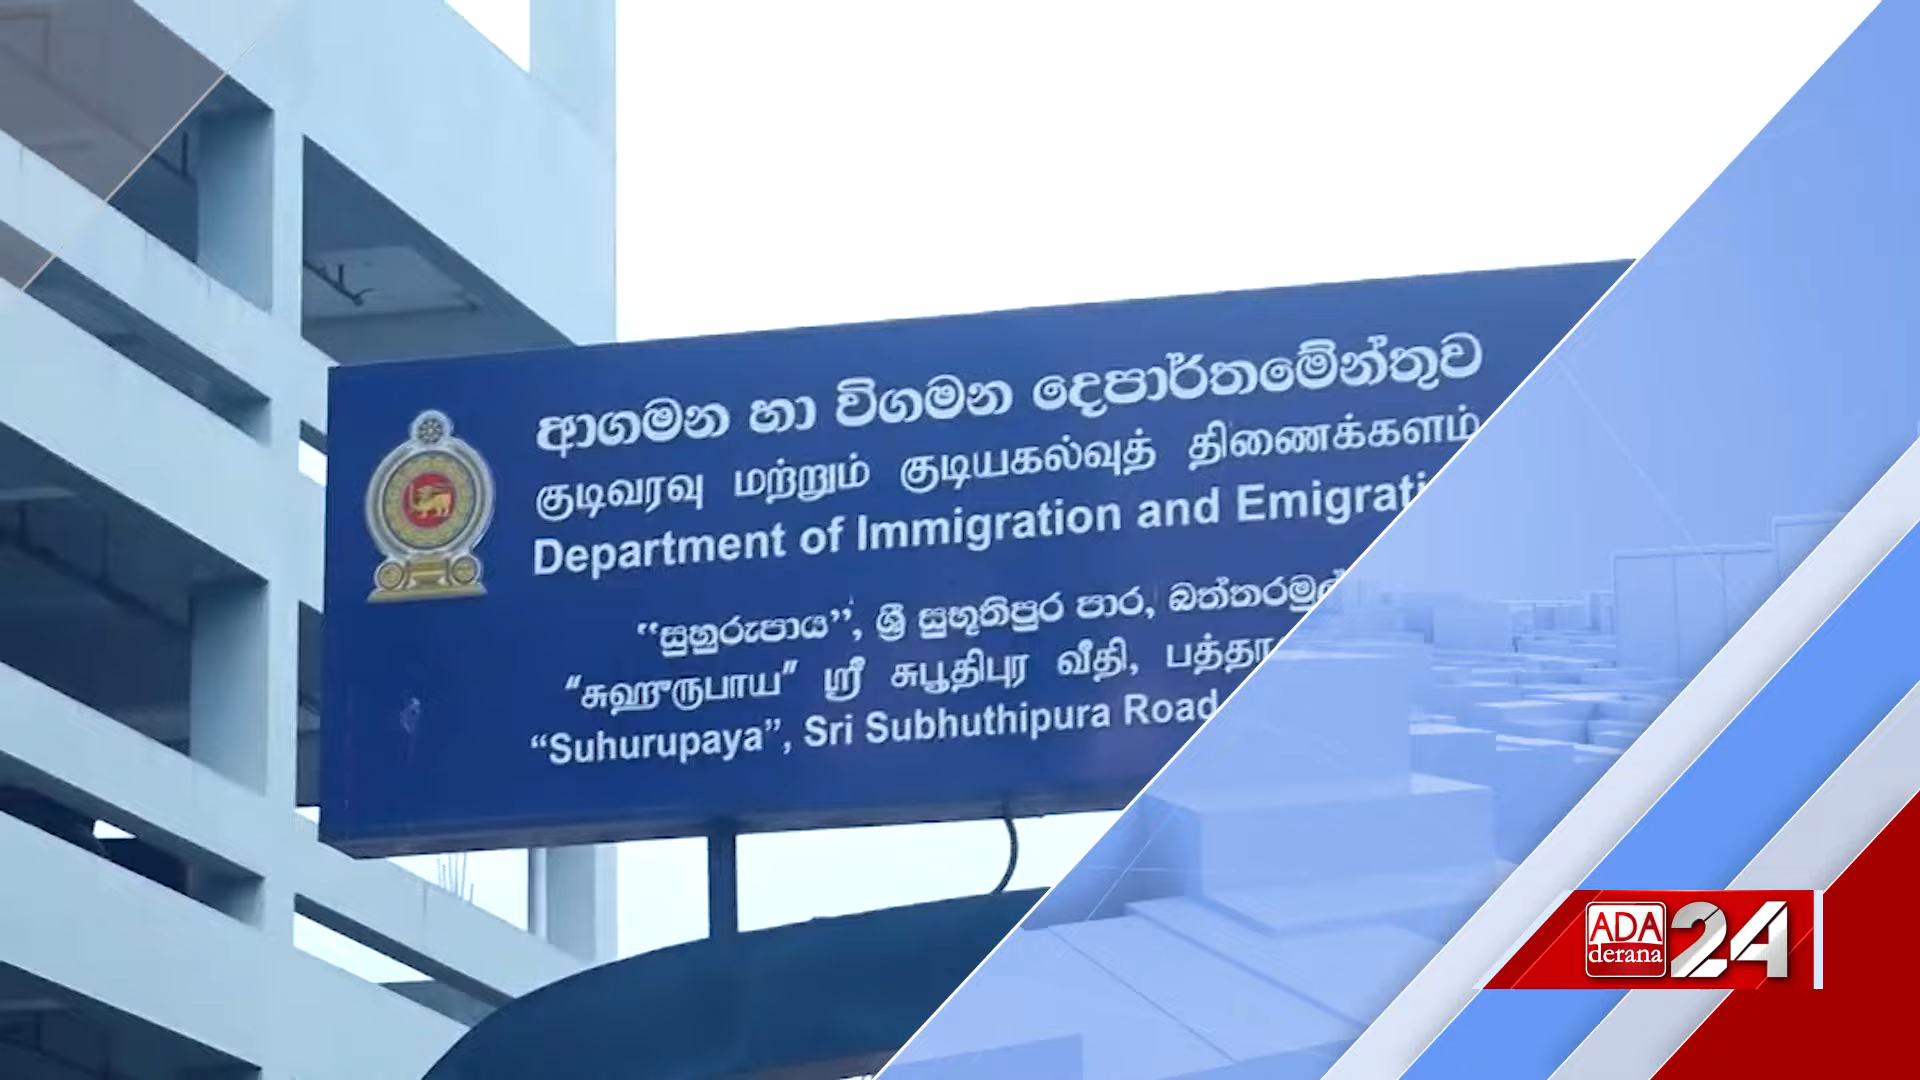 ආගමන හා විගමන දෙපාර්තමේන්තුව
குடிவரவு மற்றும் குடியகல்வுத் திணைக்களம்
Department of Immigration and Emigrati
“සුහුරුපාය”, ශ්‍රී සුභූතිපුර පාර,
“சுஹுருபாய” ஸ்ரீ சுபூதிபுர வீதி,
“Suhurupaya”, Sri Subhuthipura Road
ADA
derana
24